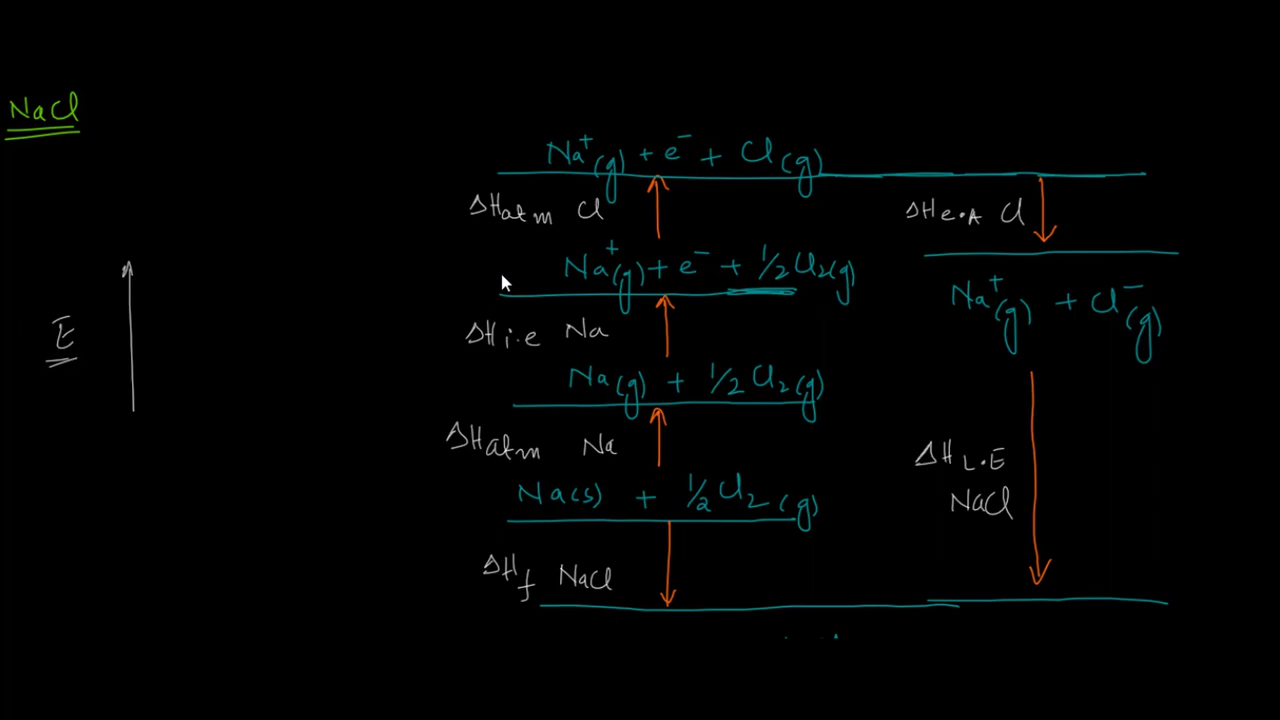 NaCl
Na⁺(g) + e⁻ + Cl(g)
ΔHatm Cl
ΔHe.A Cl
Na⁺(g) + e⁻ + 1/2Cl₂(g)
Na⁺(g) + Cl⁻(g)
ΔHi.e Na
E
Na(g) + 1/2Cl₂(g)
ΔHatm Na
ΔHL.E
NaCl
Na(s) + 1/2Cl₂(g)
ΔHf NaCl